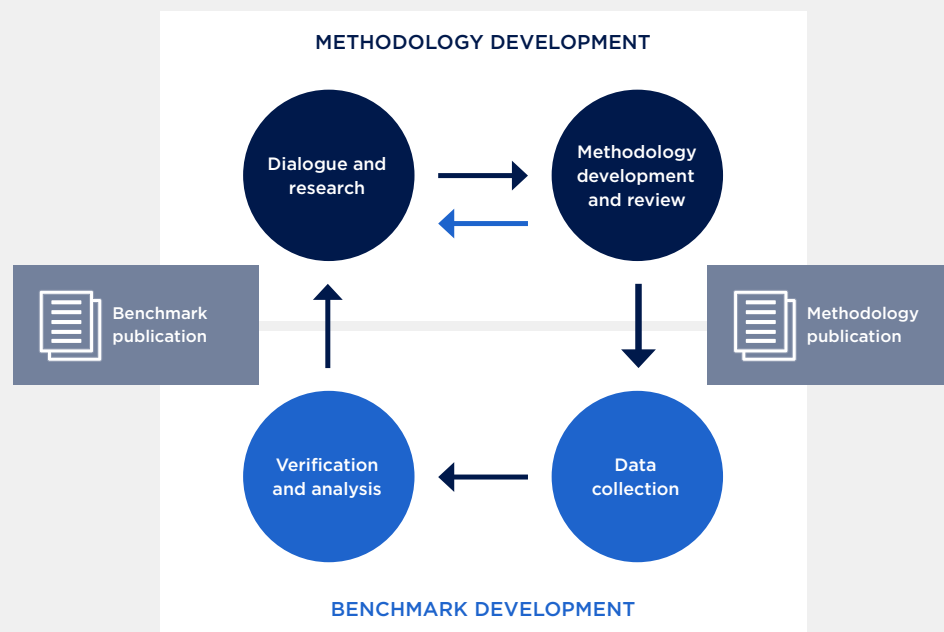 METHODOLOGY DEVELOPMENT
Dialogue and
research
Methodology
development
and review
Benchmark
publication
Methodology
publication
Verification
and analysis
Data
collection
BENCHMARK DEVELOPMENT